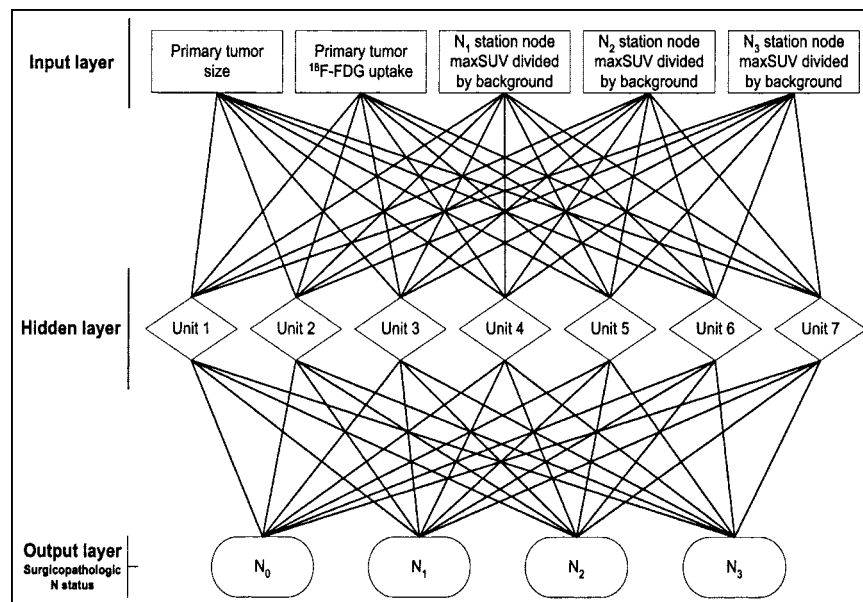 Input layer
Primary tumor
size
Primary tumor
¹⁸F-FDG uptake
N₁ station node
maxSUV divided
by background
N₂ station node
maxSUV divided
by background
N₃ station node
maxSUV divided
by background
Hidden layer
Unit 1
Unit 2
Unit 3
Unit 4
Unit 5
Unit 6
Unit 7
Output layer
Surgicopathologic
N status
N₀
N₁
N₂
N₃